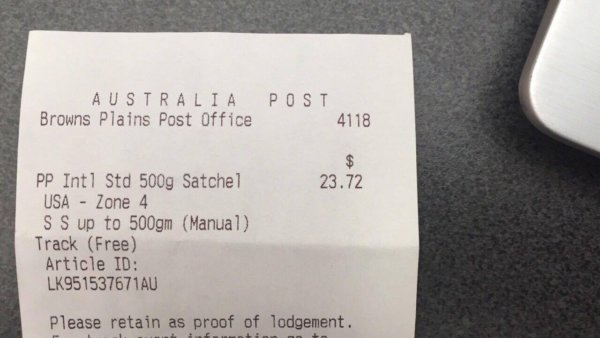 AUSTRALIA POST
Browns Plains Post Office 4118
$
PP Intl Std 500g Satchel 23.72
USA - Zone 4
S S up to 500gm (Manual)
Track (Free)
Article ID:
LK951537671AU
Please retain as proof of lodgement.